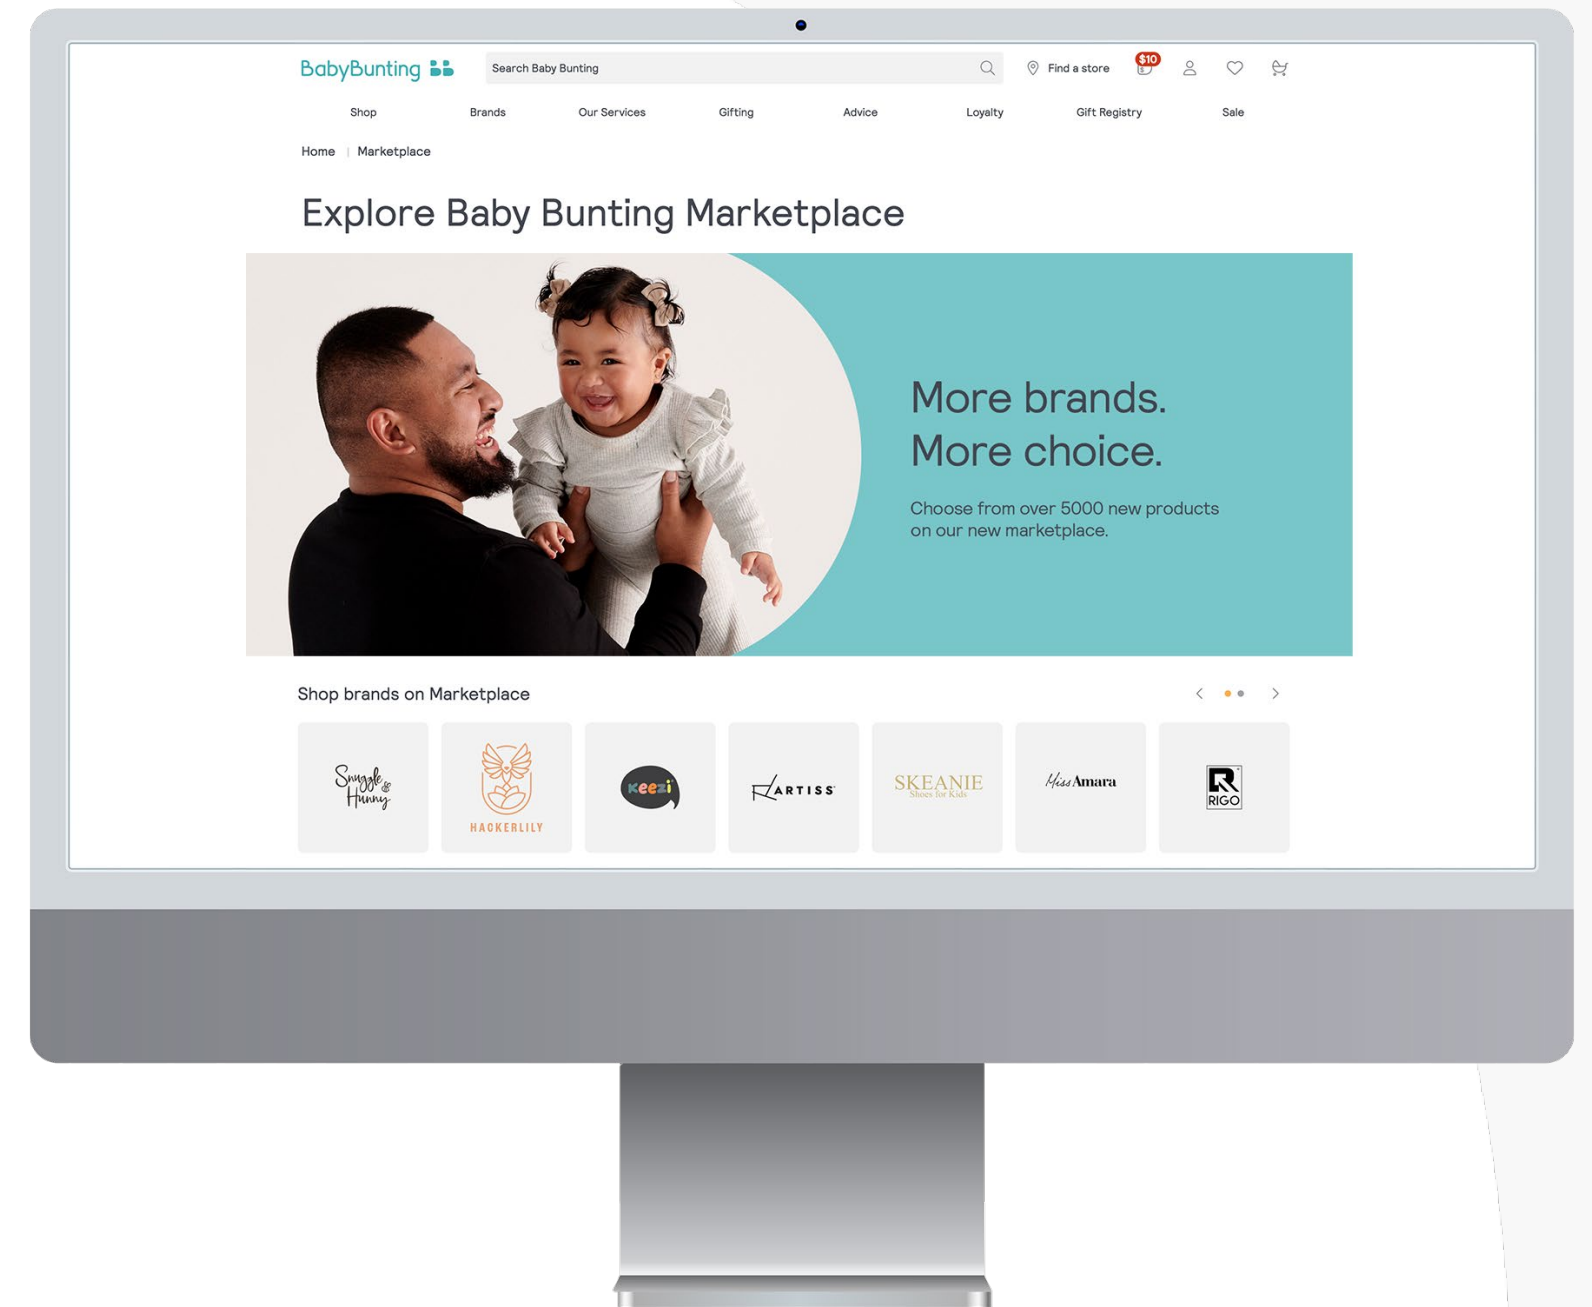 BabyBunting
Search Baby Bunting
Find a store
$10
Shop
Brands
Our Services
Gifting
Advice
Loyalty
Gift Registry
Sale
Home | Marketplace
Explore Baby Bunting Marketplace
More brands.
More choice.
Choose from over 5000 new products
on our new marketplace.
Shop brands on Marketplace
Snuggle &
Hunny
HACKERLILY
Keezi
ARTISS
SKEANIE
Shoes for Kids
Miss Amara
R
RIGO